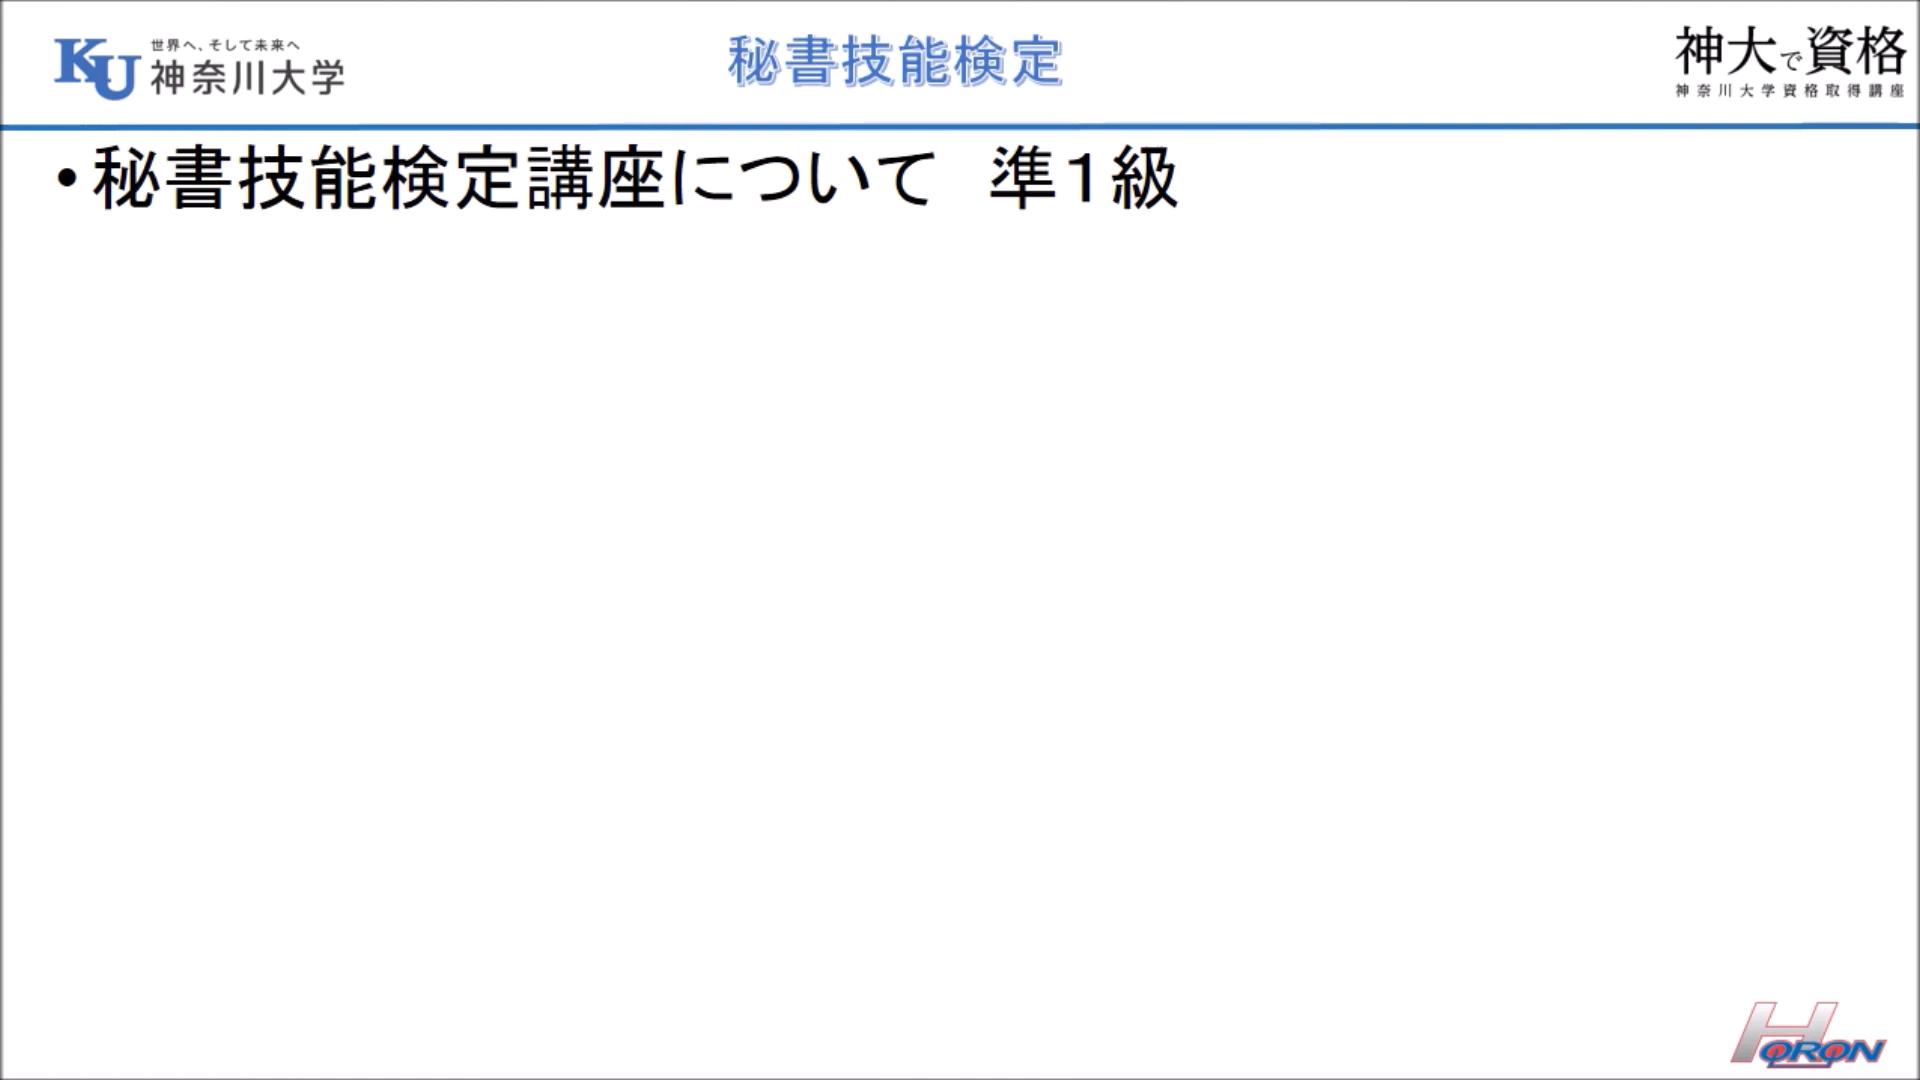 KU
世界へ、そして未来へ
神奈川大学
秘書技能検定
神大で資格
神奈川大学資格取得講座
・秘書技能検定講座について　準１級
HORON